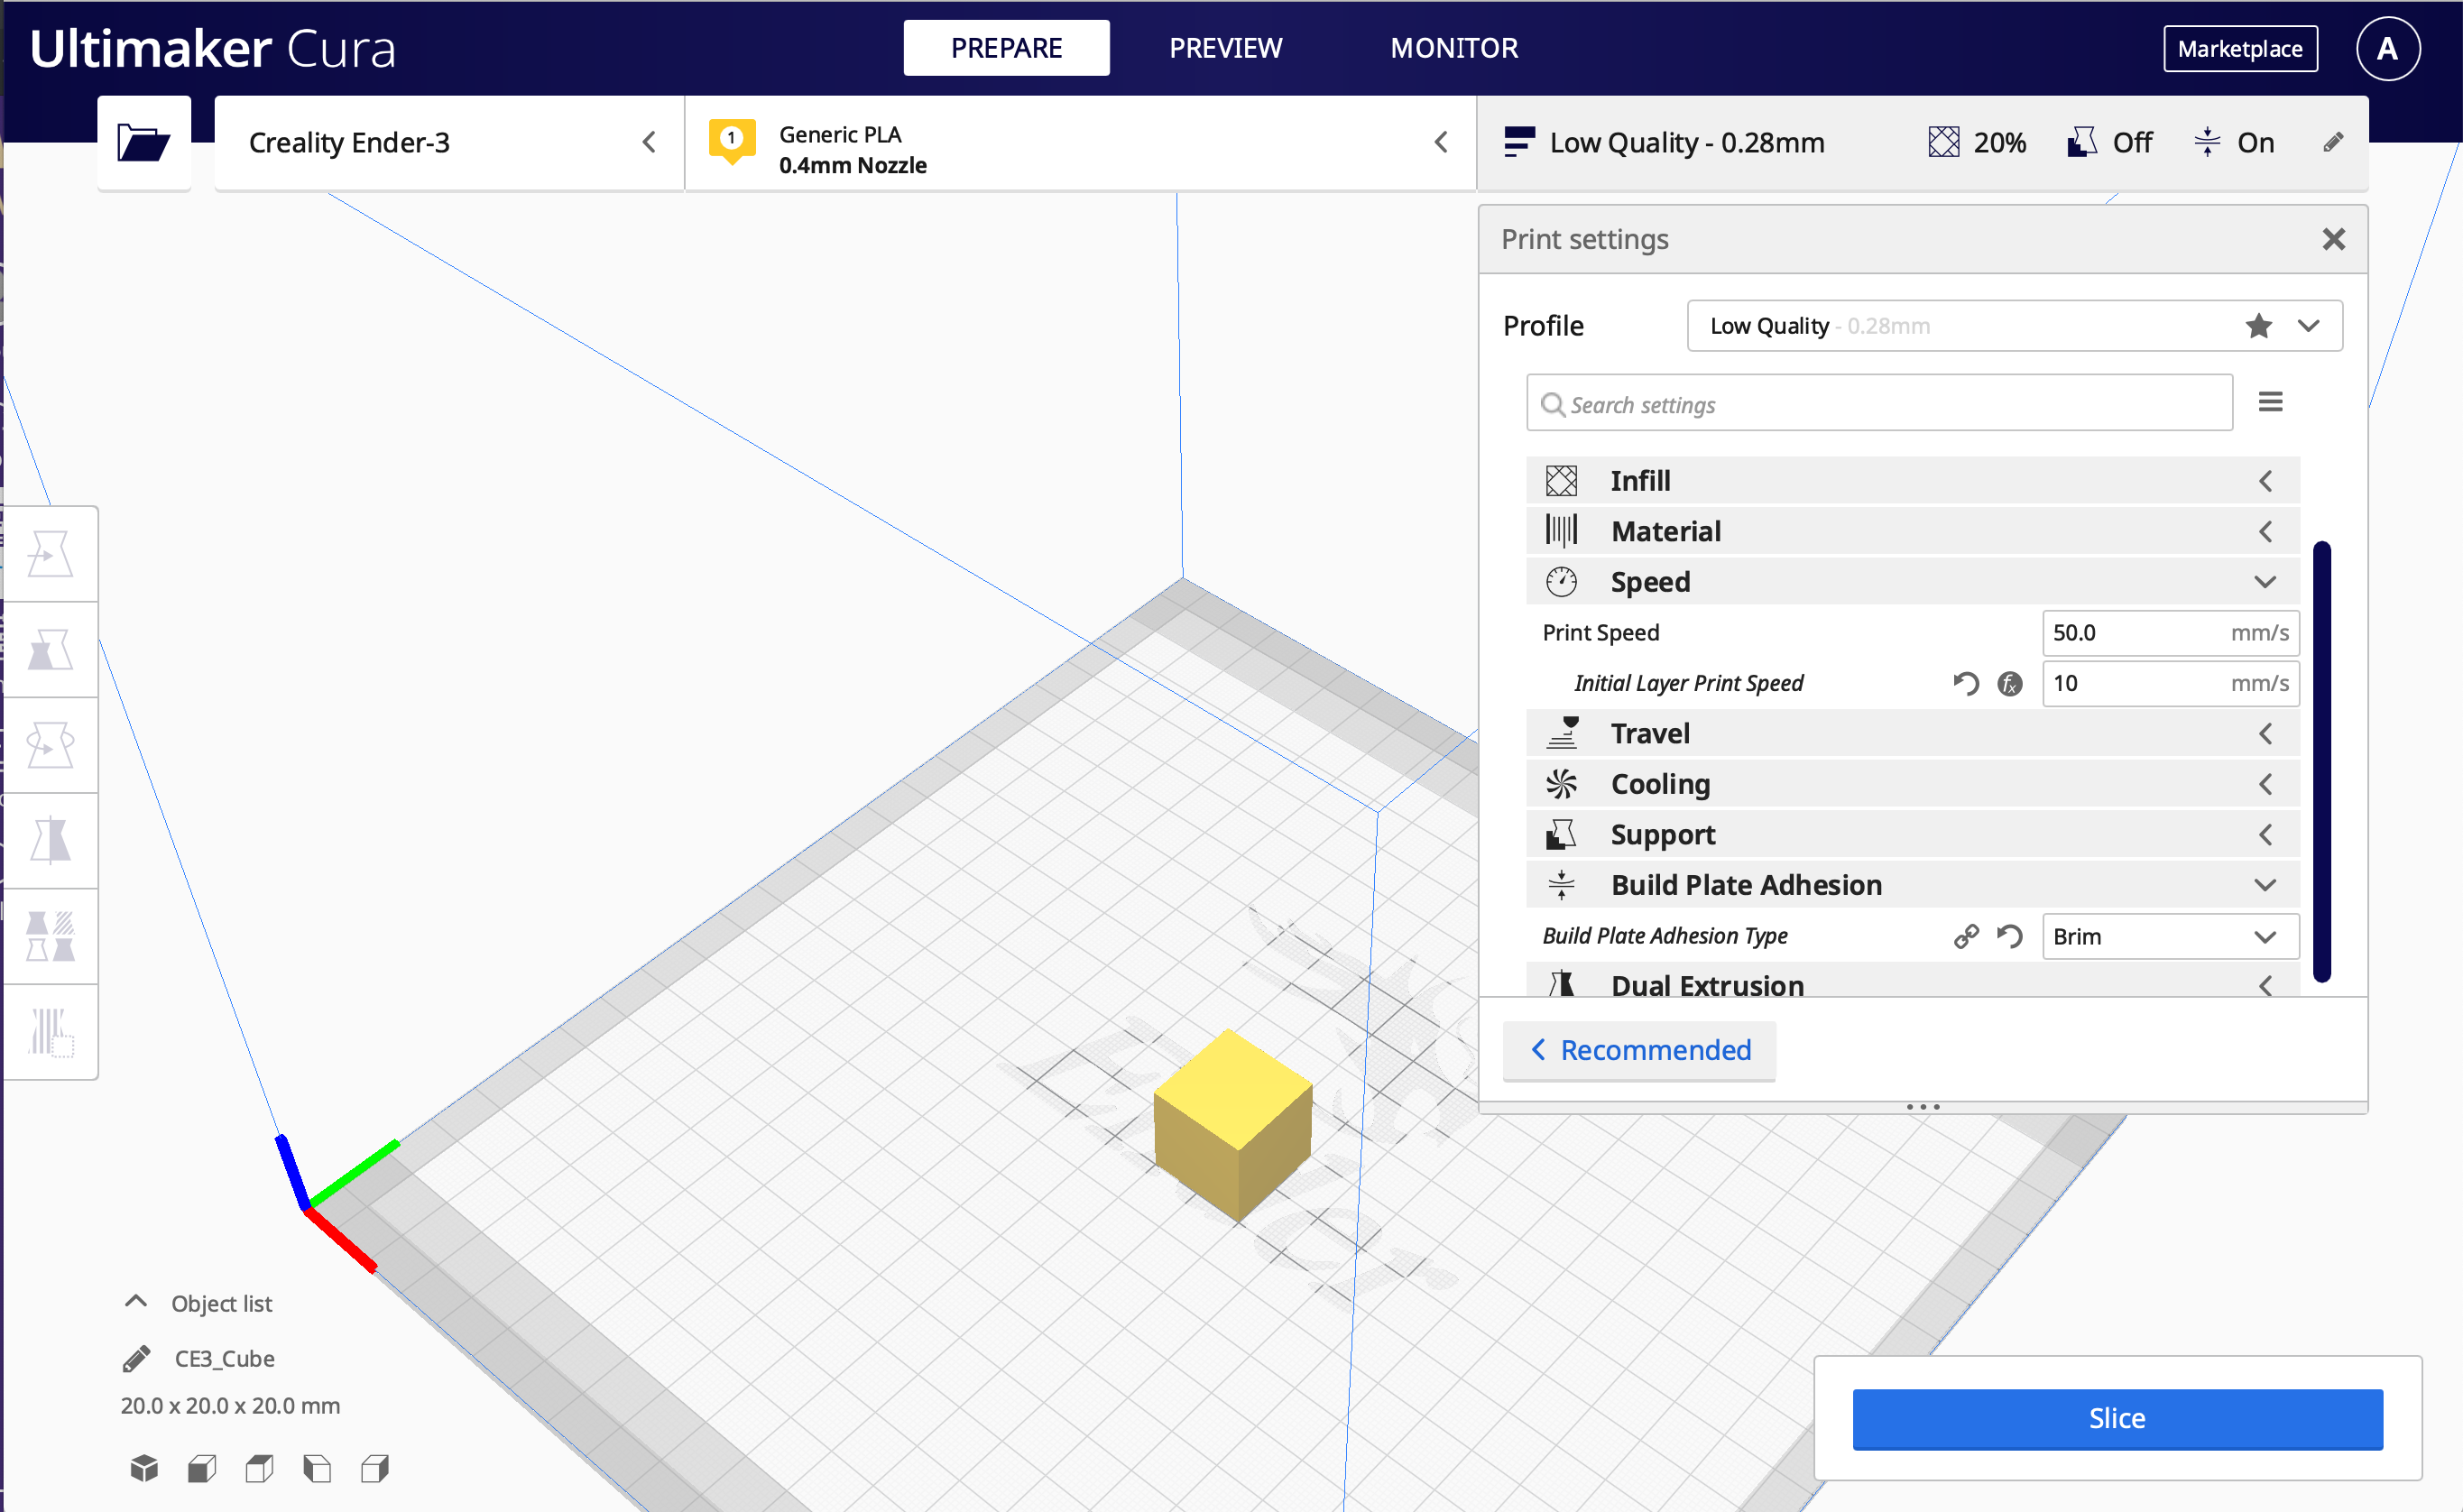 Ultimaker Cura
PREPARE
PREVIEW
MONITOR
Marketplace
A
Creality Ender-3
1
Generic PLA
0.4mm Nozzle
Low Quality - 0.28mm
20%
Off
On
Print settings
Profile
Low Quality - 0.28mm
Search settings
Infill
Material
Speed
Print Speed
50.0 mm/s
Initial Layer Print Speed
fx
10 mm/s
Travel
Cooling
Support
Build Plate Adhesion
Build Plate Adhesion Type
Brim
Dual Extrusion
Recommended
Object list
CE3_Cube
20.0 x 20.0 x 20.0 mm
Slice